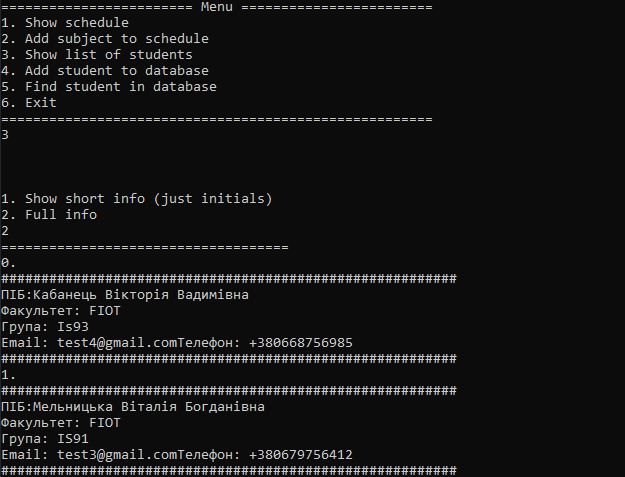 ======================== Menu ========================
1. Show schedule
2. Add subject to schedule
3. Show list of students
4. Add student to database
5. Find student in database
6. Exit
======================================================
3
1. Show short info (just initials)
2. Full info
2
====================================
0.
#########################################################
ПІБ:Кабанець Вікторія Вадимівна
Факультет: FIOT
Група: Is93
Email: test4@gmail.comТелефон: +380668756985
#########################################################
1.
#########################################################
ПІБ:Мельницька Віталія Богданівна
Факультет: FIOT
Група: IS91
Email: test3@gmail.comТелефон: +380679756412
#########################################################